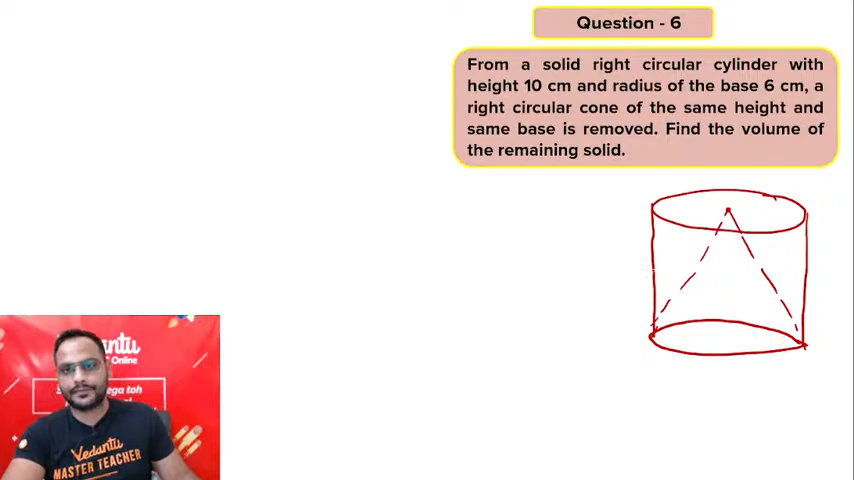 Question - 6
From a solid right circular cylinder with
height 10 cm and radius of the base 6 cm, a
right circular cone of the same height and
same base is removed. Find the volume of
the remaining solid.
Online
Vedantu
MASTER TEACHER